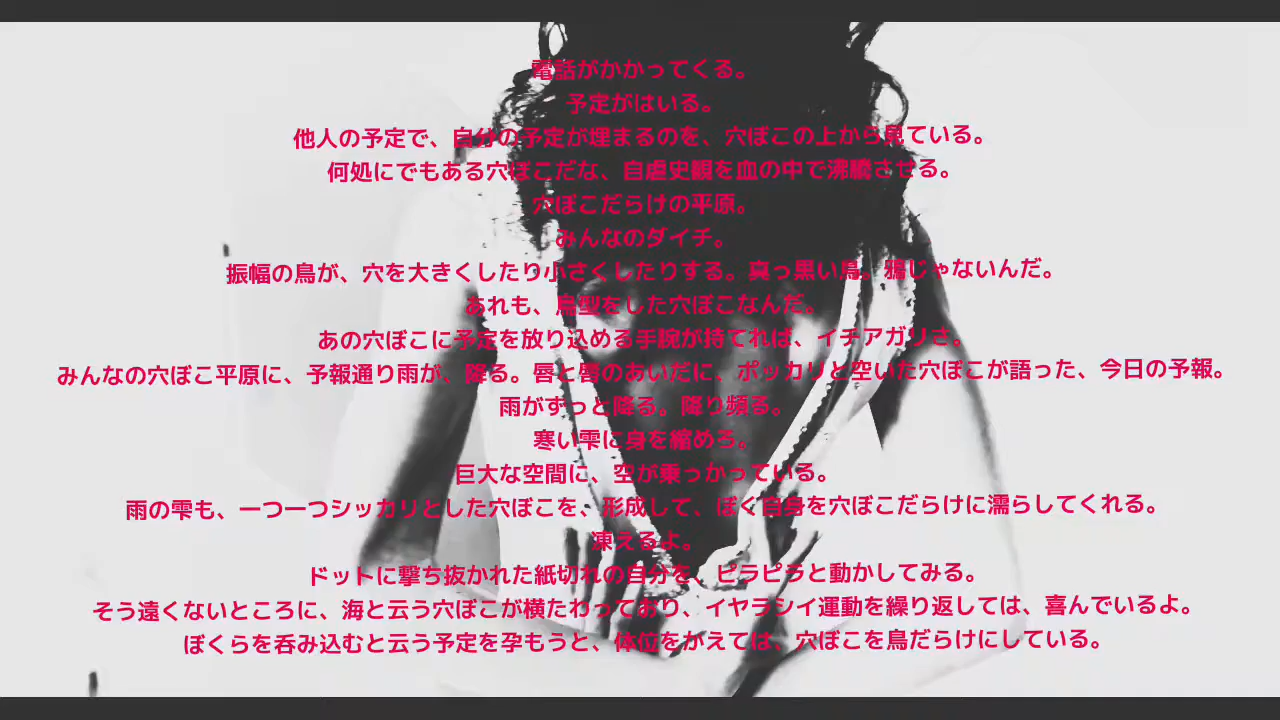 電話がかかってくる。
予定がはいる。
他人の予定で、自分の予定が埋まるのを、穴ぼこの上から見ている。
何処にでもある穴ぼこだな、自虐史観を血の中で沸騰させる。
穴ぼこだらけの平原。
みんなのダイチ。
振幅の鳥が、穴を大きくしたり小さくしたりする。真っ黒い鳥。鴉じゃないんだ。
あれも、鳥型をした穴ぼこなんだ。
あの穴ぼこに予定を放り込める手腕が持てれば、イチアガリさ。
みんなの穴ぼこ平原に、予報通り雨が、降る。唇と唇のあいだに、ポッカリと空いた穴ぼこが語った、今日の予報。
雨がずっと降る。降り頻る。
寒い雫に身を縮めろ。
巨大な空間に、空が乗っかっている。
雨の雫も、一つ一つシッカリとした穴ぼこを、形成して、ぼく自身を穴ぼこだらけに濡らしてくれる。
凍えるよ。
ドットに撃ち抜かれた紙切れの自分を、ピラピラと動かしてみる。
そう遠くないところに、海と云う穴ぼこが横たわっており、イヤラシイ運動を繰り返しては、喜んでいるよ。
ぼくらを呑み込むと云う予定を孕もうと、体位をかえては、穴ぼこを鳥だらけにしている。